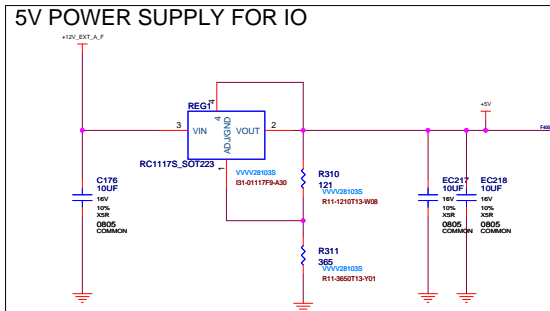 5V POWER SUPPLY FOR IO
+12V_EXT_A_F
+5V
REG1
4
4
3
VIN
ADJ/GND
VOUT
2
F400
RC1117S_SOT223
1
VVVV28103S
I31-01117F9-A30
C176
10UF
16V
10%
X5R
0805
COMMON
R310
121
VVVV28103S
R11-1210T13-W08
EC217
10UF
16V
10%
X5R
0805
COMMON
EC218
10UF
16V
10%
X5R
0805
COMMON
R311
365
VVVV28103S
R11-3650T13-Y01